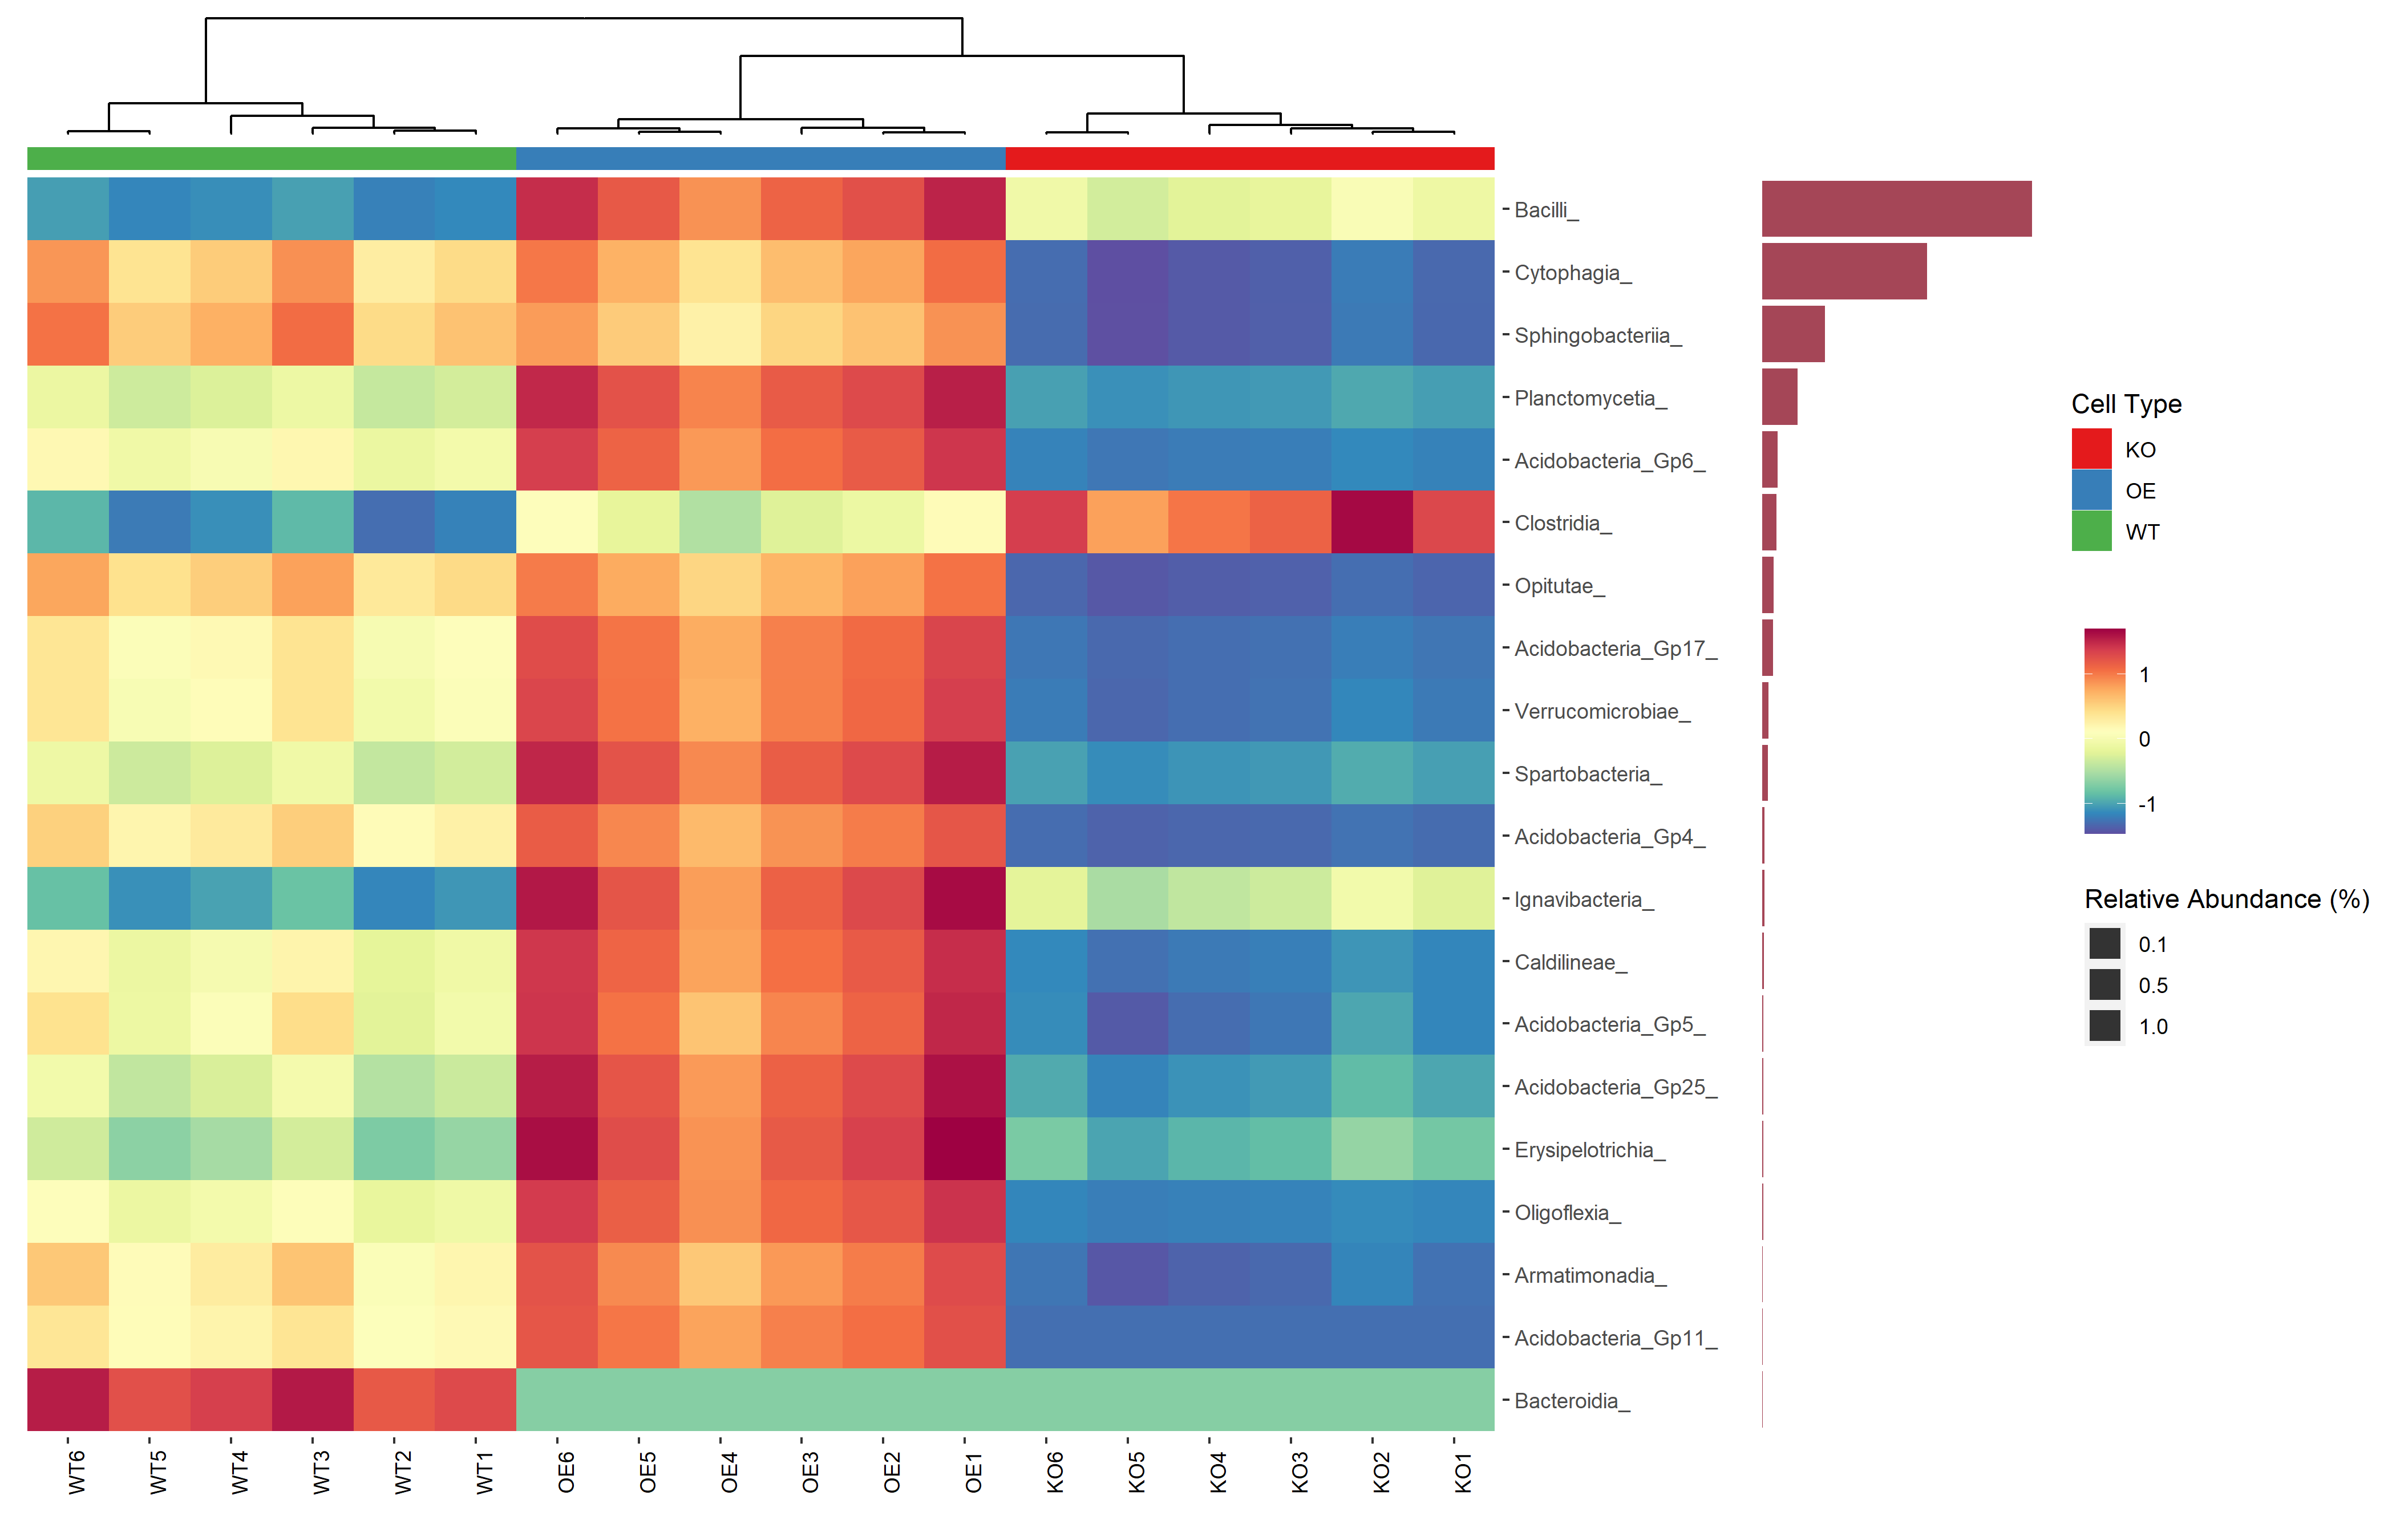 Bacilli_
Cytophagia_
Sphingobacteriia_
Planctomycetia_
Acidobacteria_Gp6_
Clostridia_
Opitutae_
Acidobacteria_Gp17_
Verrucomicrobiae_
Spartobacteria_
Acidobacteria_Gp4_
Ignavibacteria_
Caldilineae_
Acidobacteria_Gp5_
Acidobacteria_Gp25_
Erysipelotrichia_
Oligoflexia_
Armatimonadia_
Acidobacteria_Gp11_
Bacteroidia_
WT6 WT5 WT4 WT3 WT2 WT1 OE6 OE5 OE4 OE3 OE2 OE1 KO6 KO5 KO4 KO3 KO2 KO1
Cell Type
KO
OE
WT
1
0
-1
Relative Abundance (%)
0.1
0.5
1.0